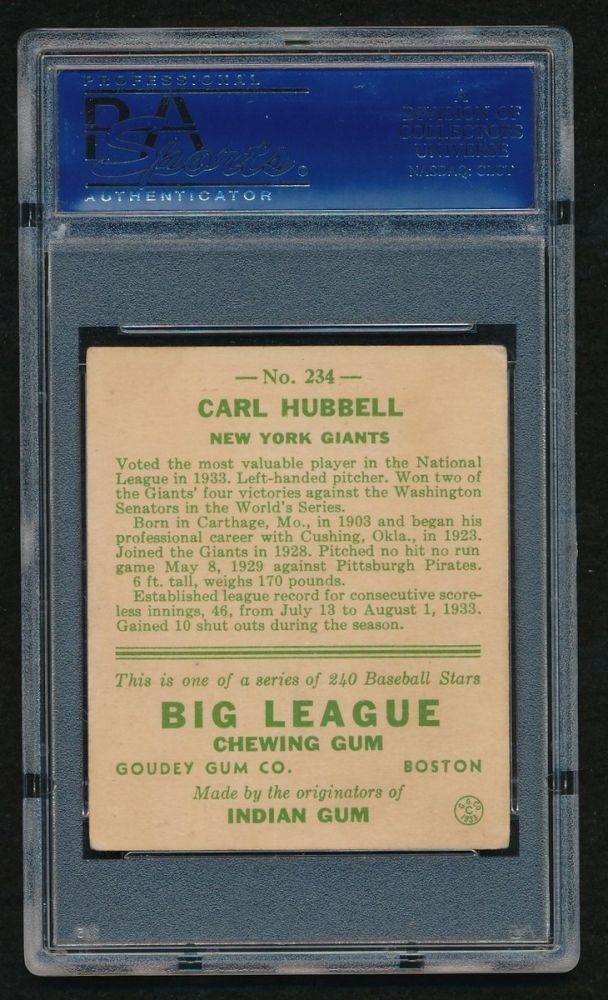 PROFESSIONAL
PSA
Sports
AUTHENTICATOR
A
DIVISION OF
COLLECTORS
UNIVERSE
NASDAQ: CLCT
— No. 234 —
CARL HUBBELL
NEW YORK GIANTS
Voted the most valuable player in the National
League in 1933. Left-handed pitcher. Won two of
the Giants' four victories against the Washington
Senators in the World's Series.
Born in Carthage, Mo., in 1903 and began his
professional career with Cushing, Okla., in 1923.
Joined the Giants in 1928. Pitched no hit no run
game May 8, 1929 against Pittsburgh Pirates.
6 ft. tall, weighs 170 pounds.
Established league record for consecutive score-
less innings, 46, from July 13 to August 1, 1933.
Gained 10 shut outs during the season.
This is one of a series of 240 Baseball Stars
BIG LEAGUE
CHEWING GUM
GOUDEY GUM CO. BOSTON
Made by the originators of
INDIAN GUM
G.G.CO.
C
1933